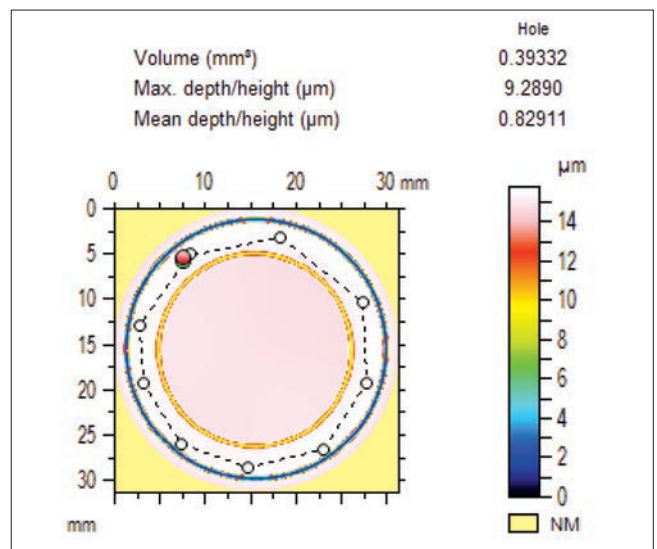 Hole
Volume (mm³) 0.39332
Max. depth/height (µm) 9.2890
Mean depth/height (µm) 0.82911
µm
0 10 20 30 mm
0
5
10
15
20
25
30
mm
14
12
10
8
6
4
2
0
NM